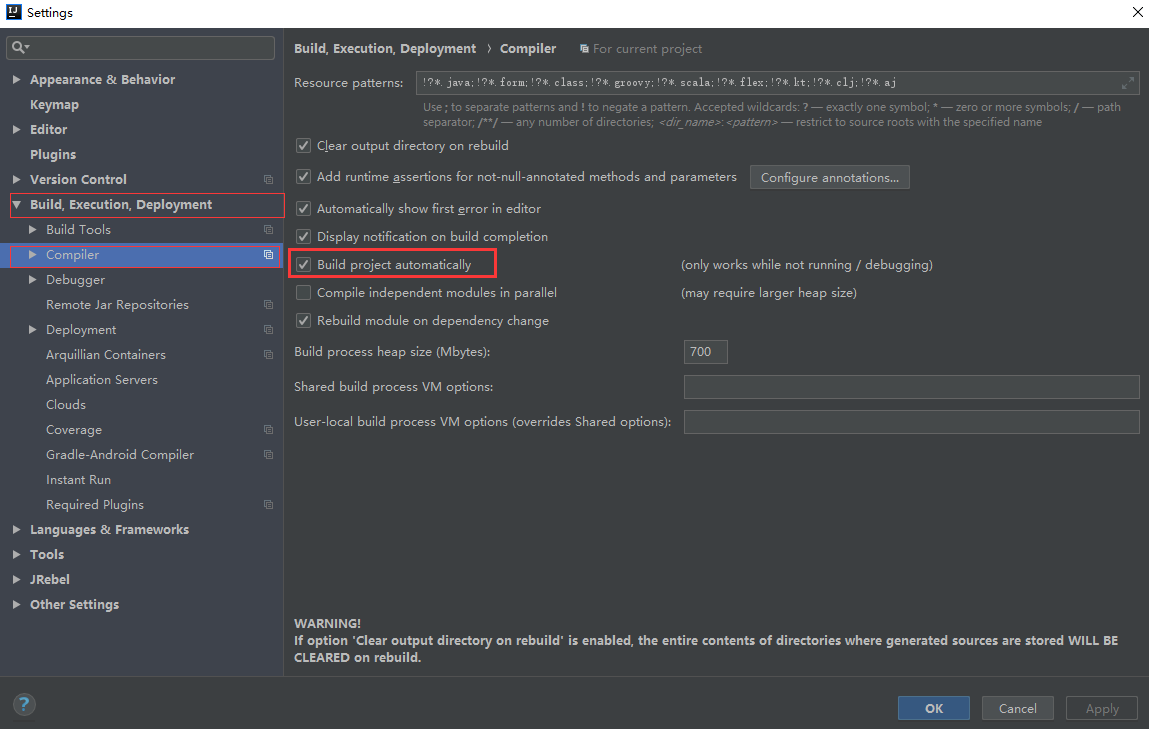 Settings
Appearance & Behavior
Keymap
Editor
Plugins
Version Control
Build, Execution, Deployment
Build Tools
Compiler
Debugger
Remote Jar Repositories
Deployment
Arquillian Containers
Application Servers
Clouds
Coverage
Gradle-Android Compiler
Instant Run
Required Plugins
Languages & Frameworks
Tools
JRebel
Other Settings
Build, Execution, Deployment › Compiler For current project
Resource patterns: !?*.java;!?*.form;!?*.class;!?*.groovy;!?*.scala;!?*.flex;!?*.kt;!?*.clj;!?*.aj
Use ; to separate patterns and ! to negate a pattern. Accepted wildcards: ? — exactly one symbol; * — zero or more symbols; / — path
separator; /**/ — any number of directories; <dir_name>:<pattern> — restrict to source roots with the specified name
Clear output directory on rebuild
Add runtime assertions for not-null-annotated methods and parameters Configure annotations...
Automatically show first error in editor
Display notification on build completion
Build project automatically (only works while not running / debugging)
Compile independent modules in parallel (may require larger heap size)
Rebuild module on dependency change
Build process heap size (Mbytes): 700
Shared build process VM options:
User-local build process VM options (overrides Shared options):
WARNING!
If option 'Clear output directory on rebuild' is enabled, the entire contents of directories where generated sources are stored WILL BE
CLEARED on rebuild.
? OK Cancel Apply